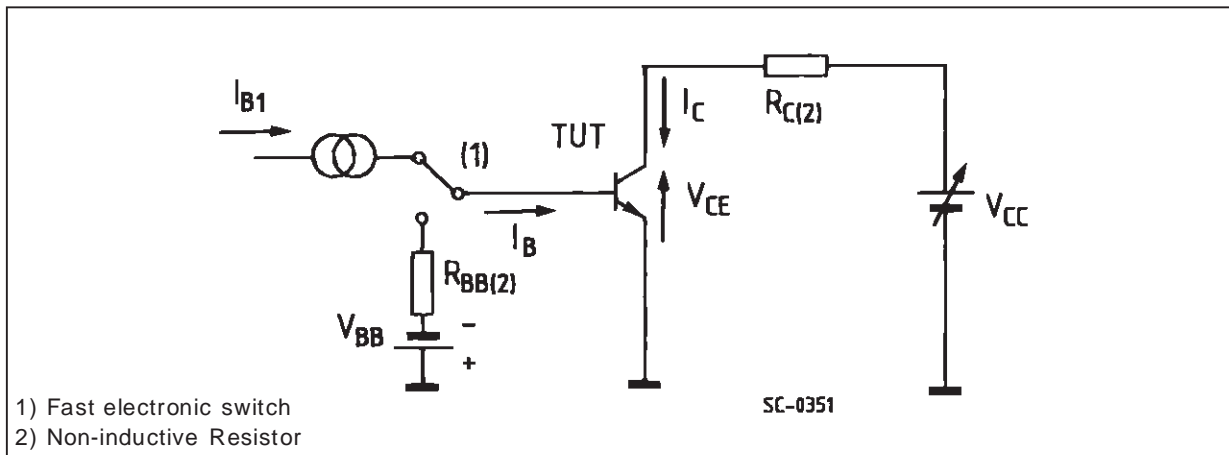 I_B1
(1)
TUT
I_C
R_C(2)
V_CE
V_CC
I_B
R_BB(2)
V_BB
-
+
1) Fast electronic switch
2) Non-inductive Resistor
SC-0351